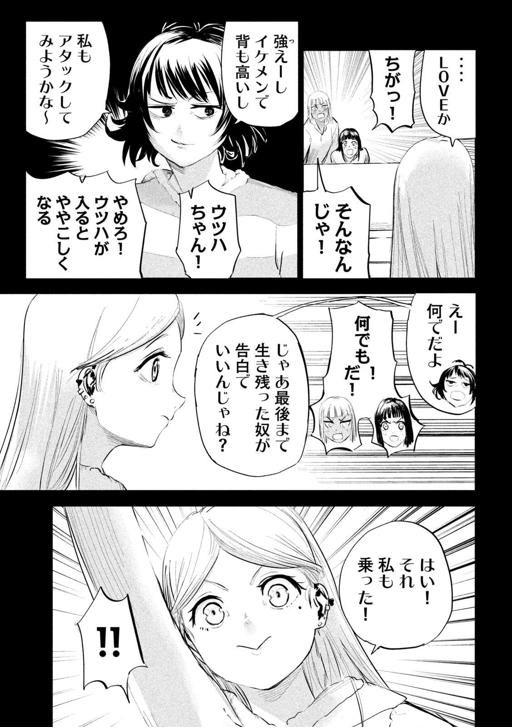 ・・・・
LOVEか
ちがっ！
そんなん
じゃ！
強えーし
イケメンで
背も高いし
私も
アタックして
みようかな～
ウツハ
ちゃん！
やめろ！
ウツハが
入ると
ややこしく
なる
えー
何でだよ
何でも
だ！
じゃあ最後まで
生き残った奴が
告白で
いいんじゃね？
はい！
それ
私も
乗った！
!!